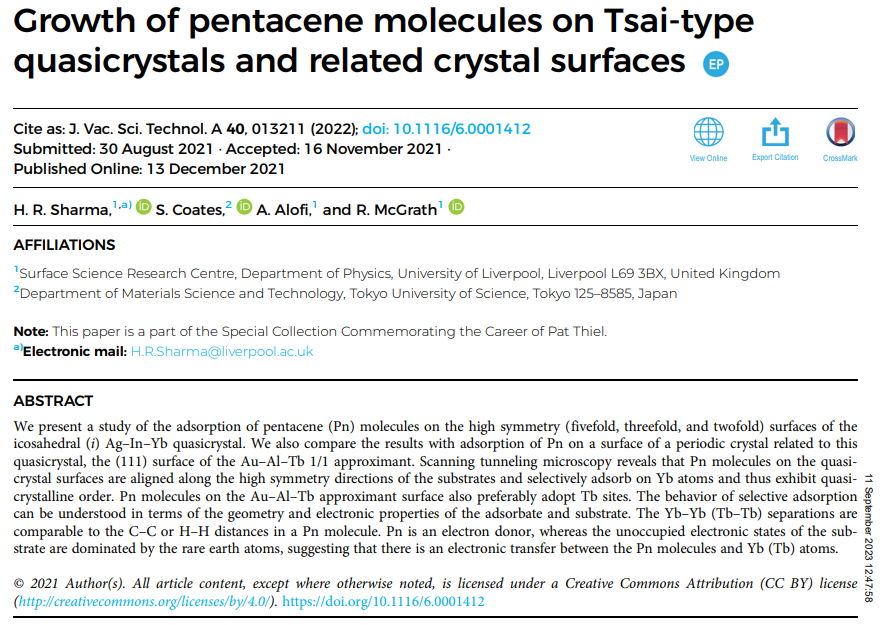 Growth of pentacene molecules on Tsai-type
quasicrystals and related crystal surfaces EP
Cite as: J. Vac. Sci. Technol. A 40, 013211 (2022); doi: 10.1116/6.0001412
Submitted: 30 August 2021 · Accepted: 16 November 2021 ·
Published Online: 13 December 2021
View Online
Export Citation
CrossMark
H. R. Sharma,1,a) iD S. Coates,2 iD A. Alofi,1 and R. McGrath1 iD
AFFILIATIONS
1Surface Science Research Centre, Department of Physics, University of Liverpool, Liverpool L69 3BX, United Kingdom
2Department of Materials Science and Technology, Tokyo University of Science, Tokyo 125–8585, Japan
Note: This paper is a part of the Special Collection Commemorating the Career of Pat Thiel.
a)Electronic mail: H.R.Sharma@liverpool.ac.uk
ABSTRACT
We present a study of the adsorption of pentacene (Pn) molecules on the high symmetry (fivefold, threefold, and twofold) surfaces of the
icosahedral (i) Ag–In–Yb quasicrystal. We also compare the results with adsorption of Pn on a surface of a periodic crystal related to this
quasicrystal, the (111) surface of the Au–Al–Tb 1/1 approximant. Scanning tunneling microscopy reveals that Pn molecules on the quasi-
crystal surfaces are aligned along the high symmetry directions of the substrates and selectively adsorb on Yb atoms and thus exhibit quasi-
crystalline order. Pn molecules on the Au–Al–Tb approximant surface also preferably adopt Tb sites. The behavior of selective adsorption
can be understood in terms of the geometry and electronic properties of the adsorbate and substrate. The Yb–Yb (Tb–Tb) separations are
comparable to the C–C or H–H distances in a Pn molecule. Pn is an electron donor, whereas the unoccupied electronic states of the sub-
strate are dominated by the rare earth atoms, suggesting that there is an electronic transfer between the Pn molecules and Yb (Tb) atoms.
© 2021 Author(s). All article content, except where otherwise noted, is licensed under a Creative Commons Attribution (CC BY) license
(http://creativecommons.org/licenses/by/4.0/). https://doi.org/10.1116/6.0001412
11 September 2023 12:47:58